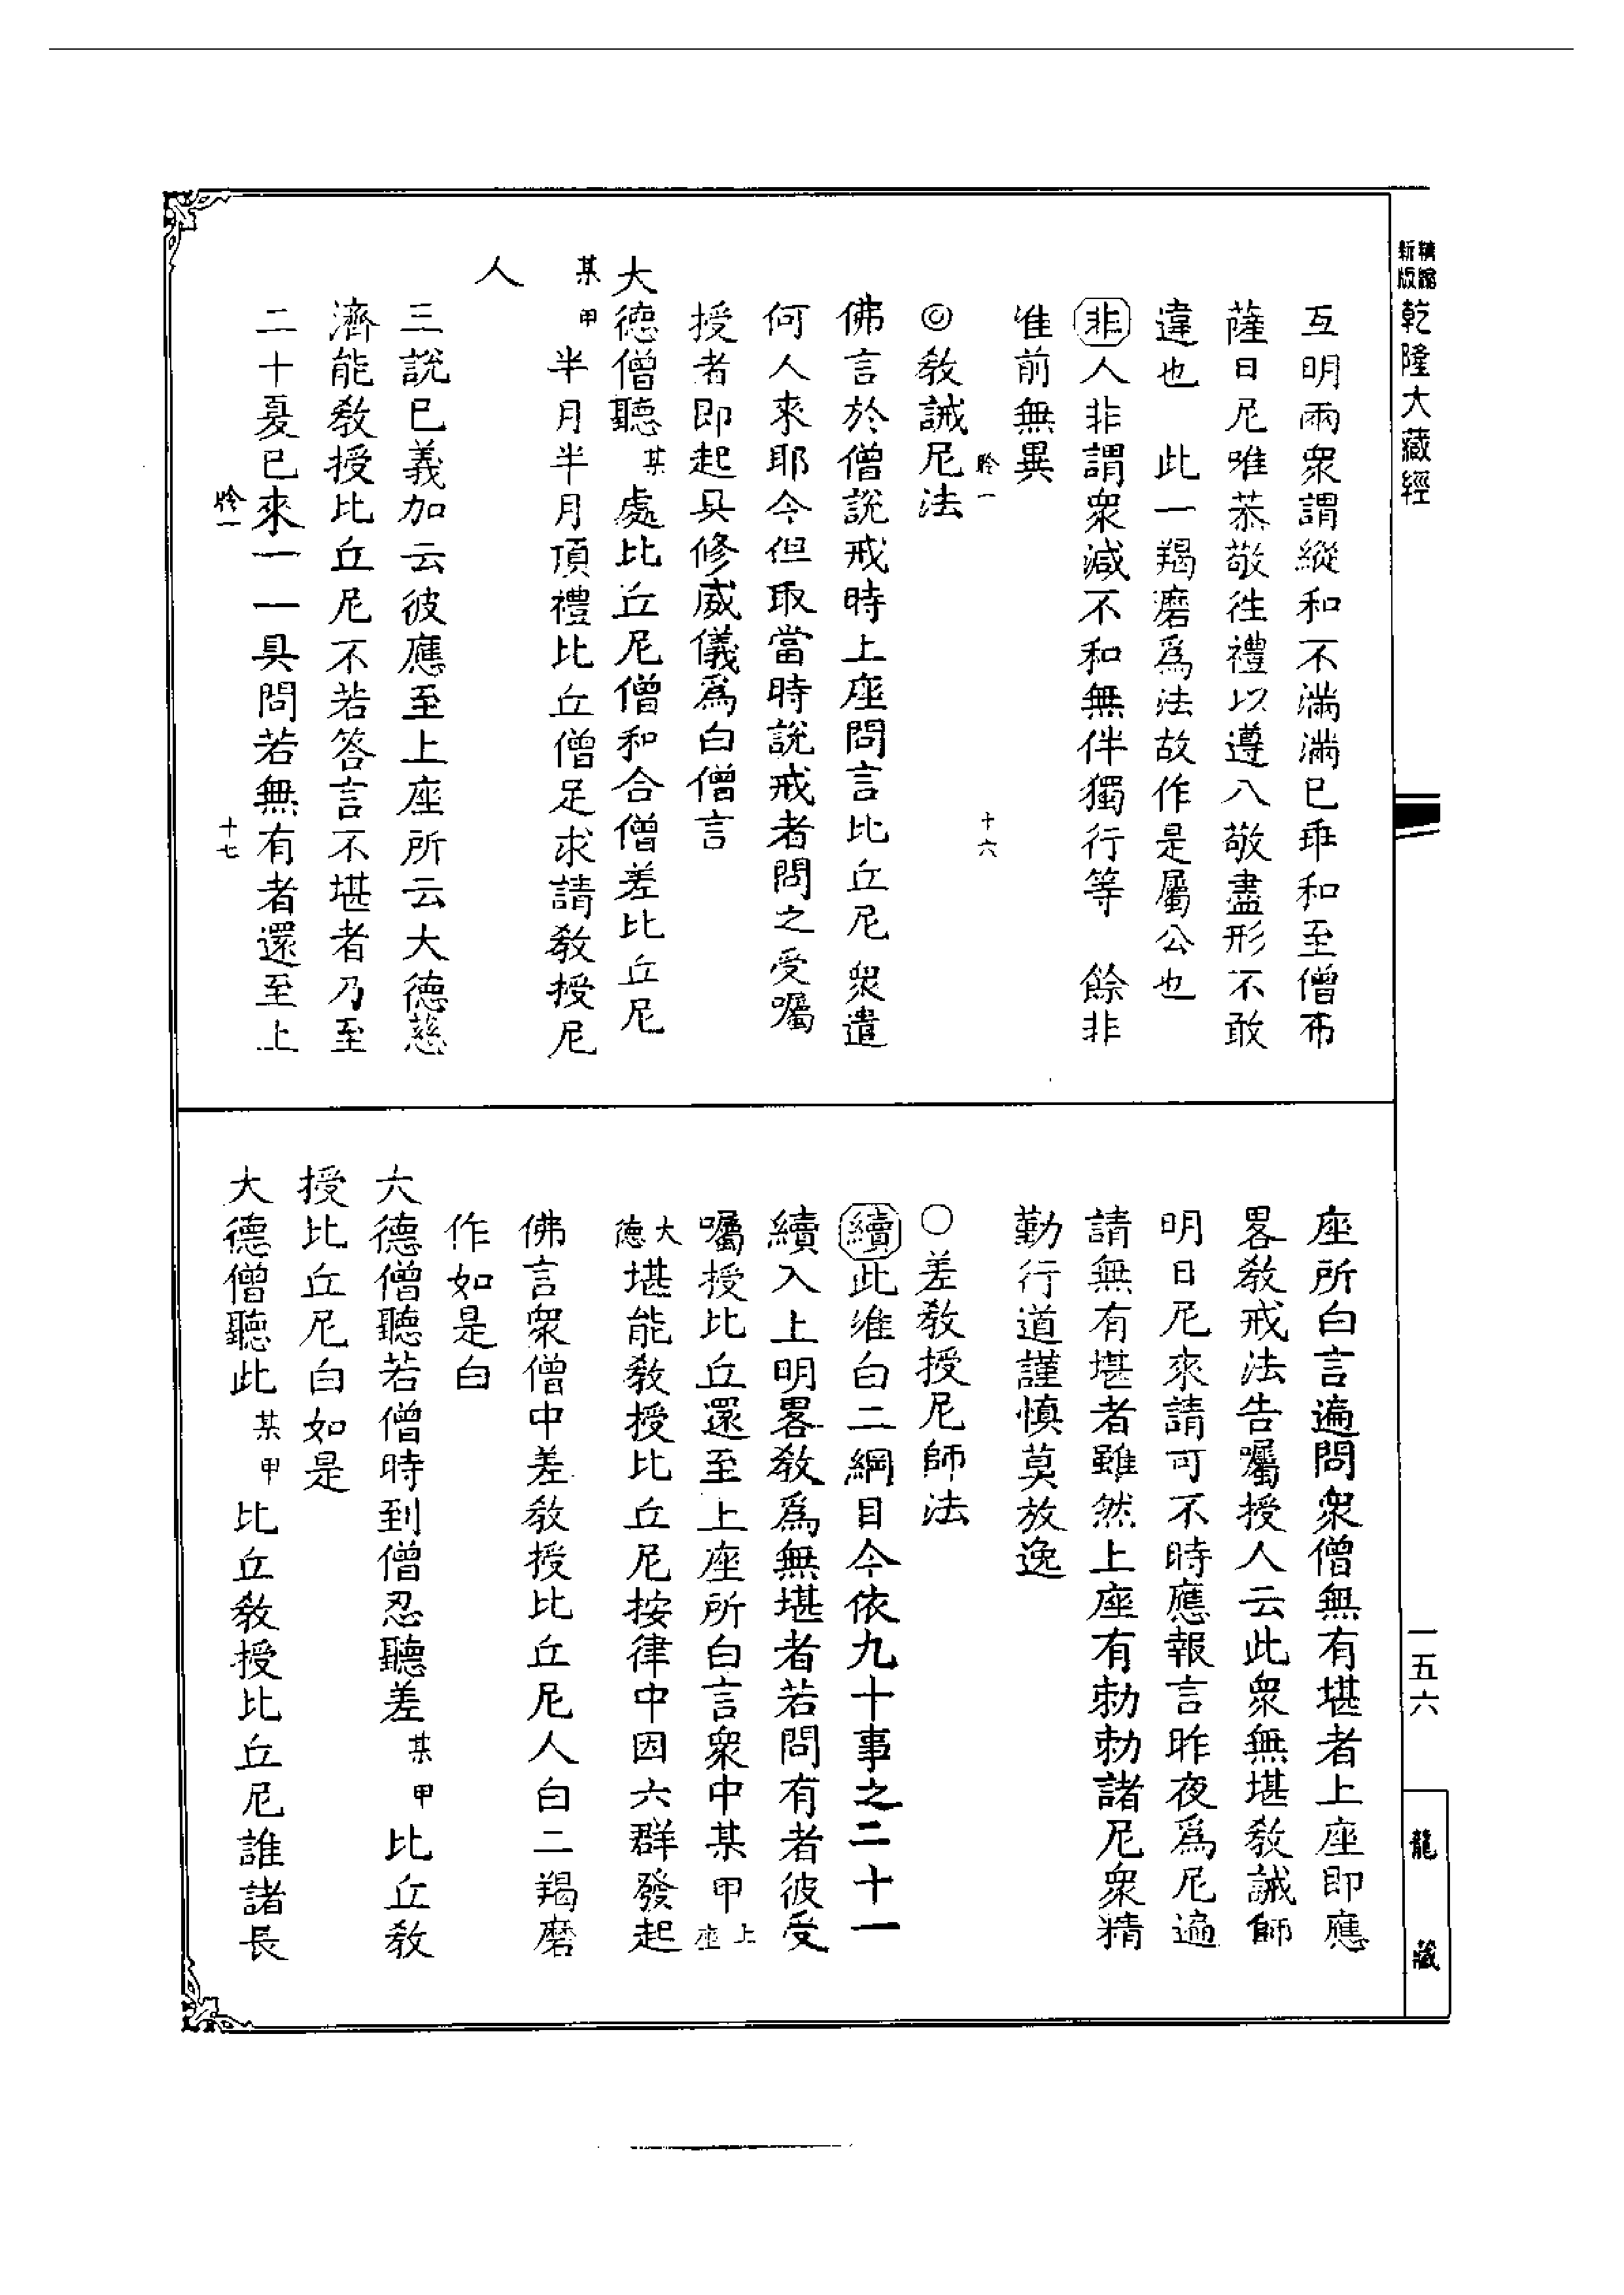 新版精縮
乾隆大藏經
互明兩衆謂縱和不滿滿已乖和至僧布
薩日尼唯恭敬徃禮以遵八敬盡形不敢
違也　此一羯磨爲法故作是屬公也
非人非謂衆減不和無伴獨行等　餘非
准前無異
十六
◎教誡尼法
佛言於僧説戒時上座問言比丘尼衆遣
何人來耶今但取當時説戒者問之受囑
授者即起具修威儀爲白僧言
大德僧聽某處比丘尼僧和合僧差比丘尼
某甲半月半月頂禮比丘僧足求請教授尼
人
三説已義加云彼應至上座所云大德慈
濟能教授比丘尼不若答言不堪者乃至
二十夏已來一一具問若無有者還至上
十七
座所白言遍問衆僧無有堪者上座即應
畧教戒法告囑授人云此衆無堪教誡師
明日尼來請可不時應報言昨夜爲尼遍
請無有堪者雖然上座有勅勅諸尼衆精
勤行道謹慎莫放逸
○差教授尼師法
續此准白二綱目今依九十事之二十一
續入上明畧教爲無堪者若問有者彼受
囑授比丘還至上座所白言衆中某甲上座
大德堪能教授比丘尼按律中因六群發起
佛言衆僧中差教授比丘尼人白二羯磨
作如是白
大德僧聽若僧時到僧忍聽差某甲比丘教
授比丘尼白如是
大德僧聽此某甲比丘教授比丘尼誰諸長
一五六
龍藏